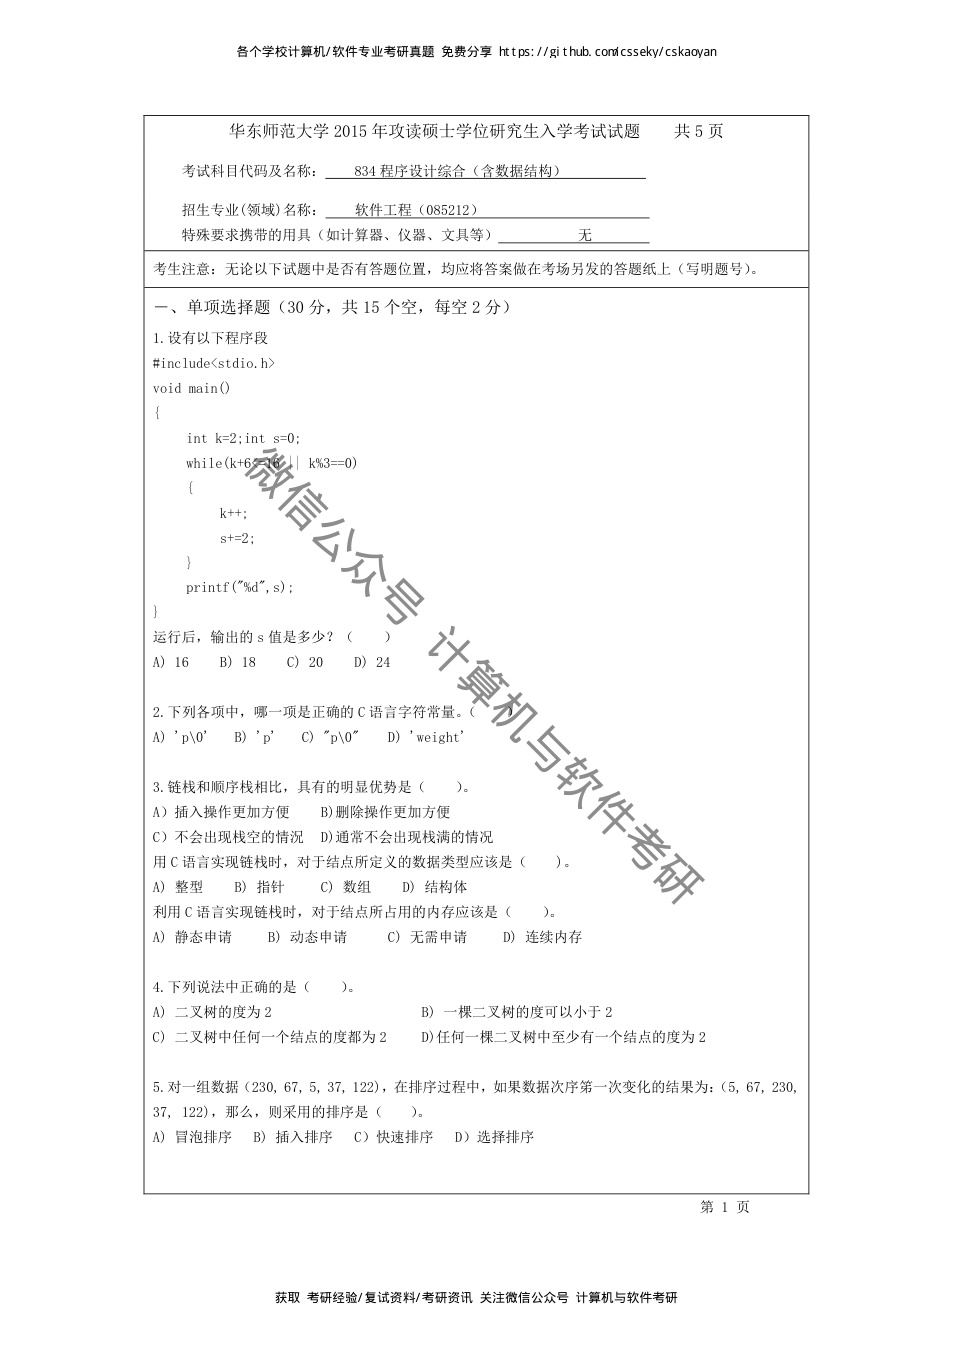 各个学校计算机/软件专业考研真题 免费分享 https://github.com/csseky/cskaoyan
华东师范大学 2015 年攻读硕士学位研究生入学考试试题 共 5 页
考试科目代码及名称： 834 程序设计综合（含数据结构）
招生专业(领域)名称： 软件工程（085212）
特殊要求携带的用具（如计算器、仪器、文具等） 无
考生注意：无论以下试题中是否有答题位置，均应将答案做在考场另发的答题纸上（写明题号）。
一、单项选择题（30 分，共 15 个空，每空 2 分）
1.设有以下程序段
#include<stdio.h>
void main()
{
int k=2;int s=0;
while(k+6<=16 || k%3==0)
{
k++;
s+=2;
}
printf("%d",s);
}
运行后，输出的 s 值是多少？（ ）
A) 16 B) 18 C) 20 D) 24
2.下列各项中，哪一项是正确的 C 语言字符常量。（ ）
A) 'p\0' B) 'p' C) "p\0" D) 'weight'
3.链栈和顺序栈相比，具有的明显优势是（ ）。
A）插入操作更加方便 B)删除操作更加方便
C）不会出现栈空的情况 D)通常不会出现栈满的情况
用 C 语言实现链栈时，对于结点所定义的数据类型应该是（ ）。
A) 整型 B) 指针 C) 数组 D) 结构体
利用 C 语言实现链栈时，对于结点所占用的内存应该是（ ）。
A) 静态申请 B) 动态申请 C) 无需申请 D) 连续内存
4.下列说法中正确的是（ ）。
A) 二叉树的度为 2 B) 一棵二叉树的度可以小于 2
C) 二叉树中任何一个结点的度都为 2 D)任何一棵二叉树中至少有一个结点的度为 2
5.对一组数据（230, 67, 5, 37, 122），在排序过程中，如果数据次序第一次变化的结果为：（5, 67, 230,
37, 122），那么，则采用的排序是（ ）。
A) 冒泡排序 B) 插入排序 C）快速排序 D）选择排序
微信公众号 计算机与软件考研
第 1 页
获取 考研经验/复试资料/考研资讯 关注微信公众号 计算机与软件考研